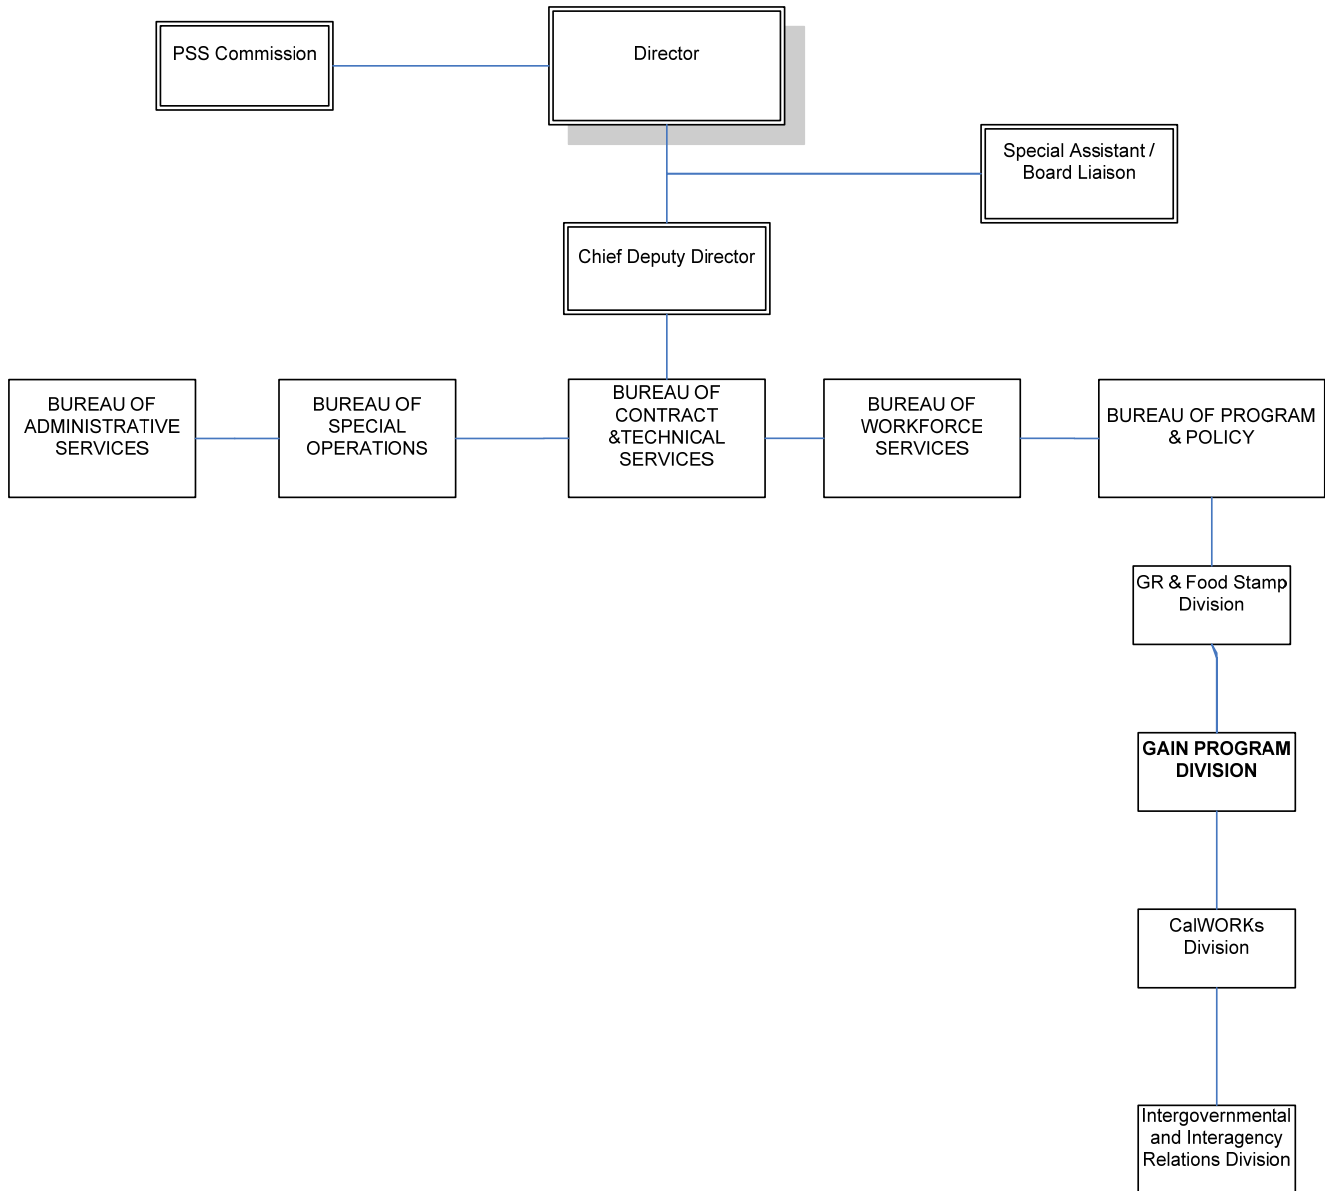 PSS Commission
Director
Special Assistant /
Board Liaison
Chief Deputy Director
BUREAU OF
ADMINISTRATIVE
SERVICES
BUREAU OF
SPECIAL
OPERATIONS
BUREAU OF
CONTRACT
&TECHNICAL
SERVICES
BUREAU OF
WORKFORCE
SERVICES
BUREAU OF PROGRAM
& POLICY
GR & Food Stamp
Division
GAIN PROGRAM
DIVISION
CalWORKs
Division
Intergovernmental
and Interagency
Relations Division